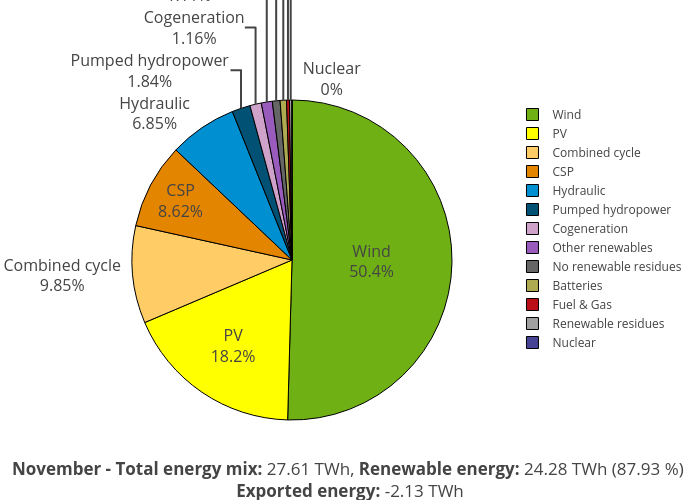 Cogeneration
1.16%
Pumped hydropower
1.84%
Hydraulic
6.85%
Nuclear
0%
CSP
8.62%
Combined cycle
9.85%
Wind
50.4%
PV
18.2%
Wind
PV
Combined cycle
CSP
Hydraulic
Pumped hydropower
Cogeneration
Other renewables
No renewable residues
Batteries
Fuel & Gas
Renewable residues
Nuclear
November - Total energy mix: 27.61 TWh, Renewable energy: 24.28 TWh (87.93 %)
Exported energy: -2.13 TWh